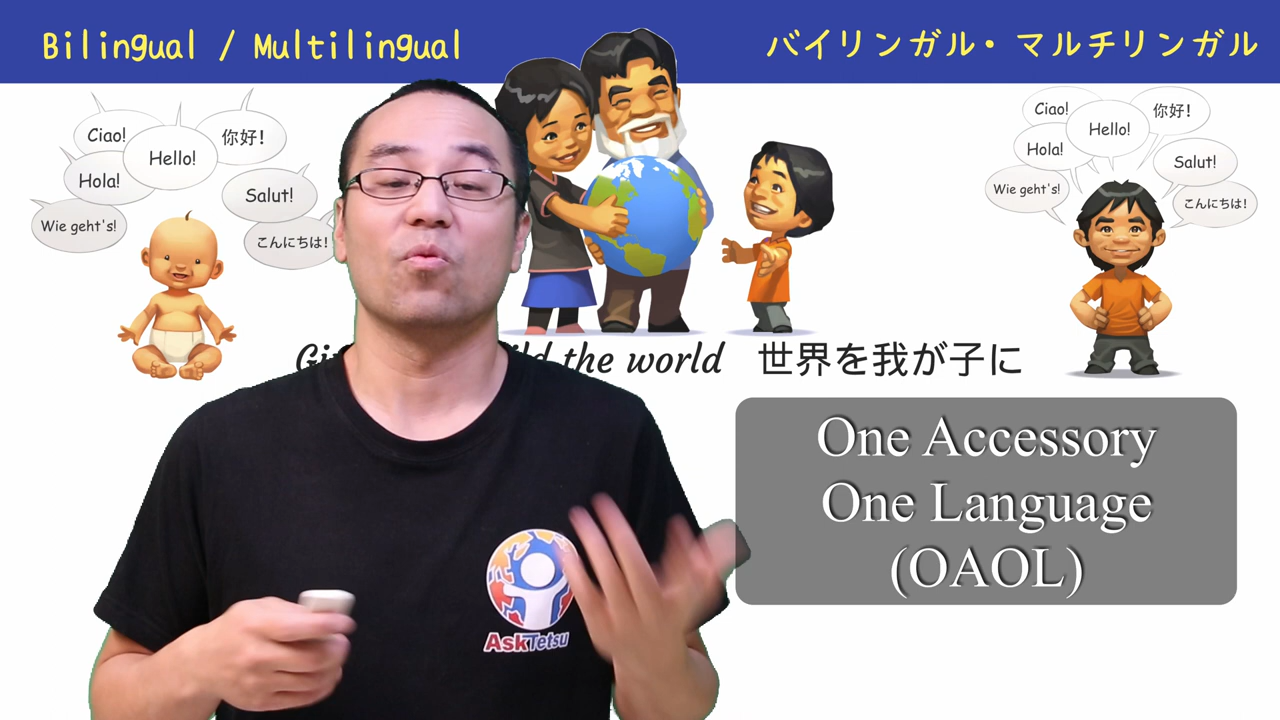 Bilingual / Multilingual
バイリンガル・マルチリンガル
Ciao!
你好!
Hello!
Hola!
Salut!
Wie geht's!
こんにちは!
Ciao!
你好!
Hello!
Hola!
Salut!
Wie geht's!
こんにちは!
the world
世界を我が子に
One Accessory
One Language
(OAOL)
AskTetsu